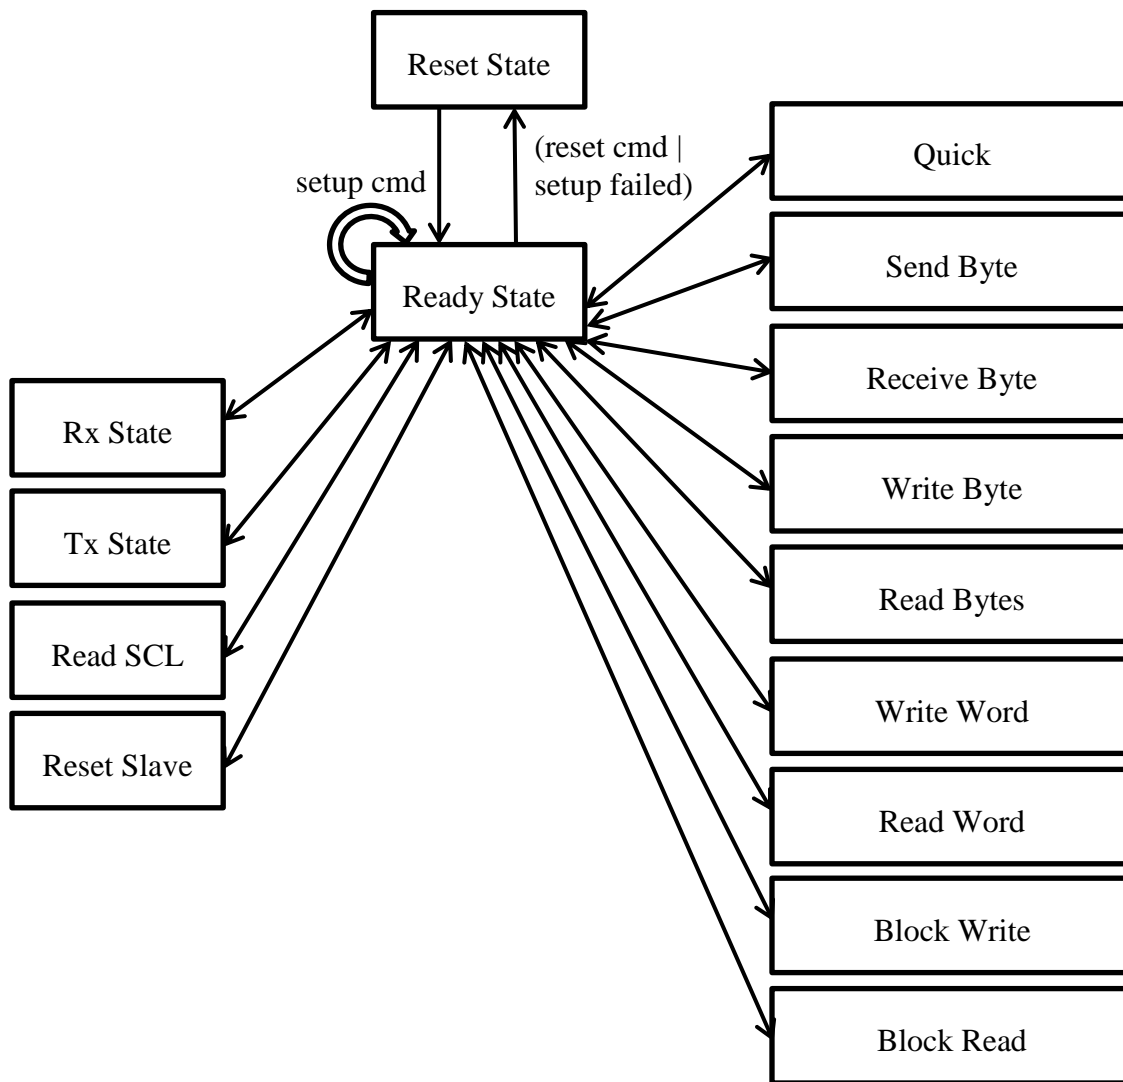 Reset State
(reset cmd |
setup failed)
setup cmd
Ready State
Rx State
Tx State
Read SCL
Reset Slave
Quick
Send Byte
Receive Byte
Write Byte
Read Bytes
Write Word
Read Word
Block Write
Block Read